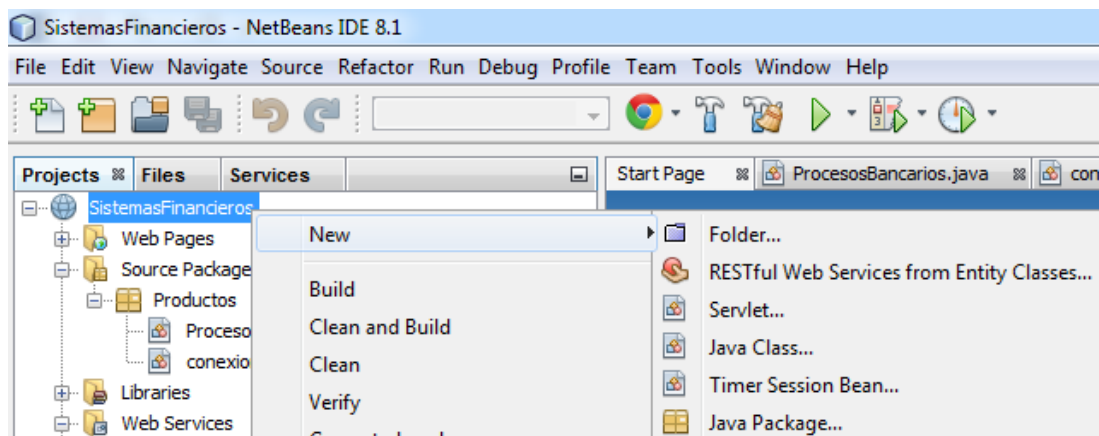 SistemasFinancieros - NetBeans IDE 8.1
File Edit View Navigate Source Refactor Run Debug Profile Team Tools Window Help
Projects Files Services
Start Page ProcesosBancarios.java con
SistemasFinancieros
Web Pages
Source Package
Productos
Proceso
conexio
Libraries
Web Services
New
Build
Clean and Build
Clean
Verify
Folder...
RESTful Web Services from Entity Classes...
Servlet...
Java Class...
Timer Session Bean...
Java Package...